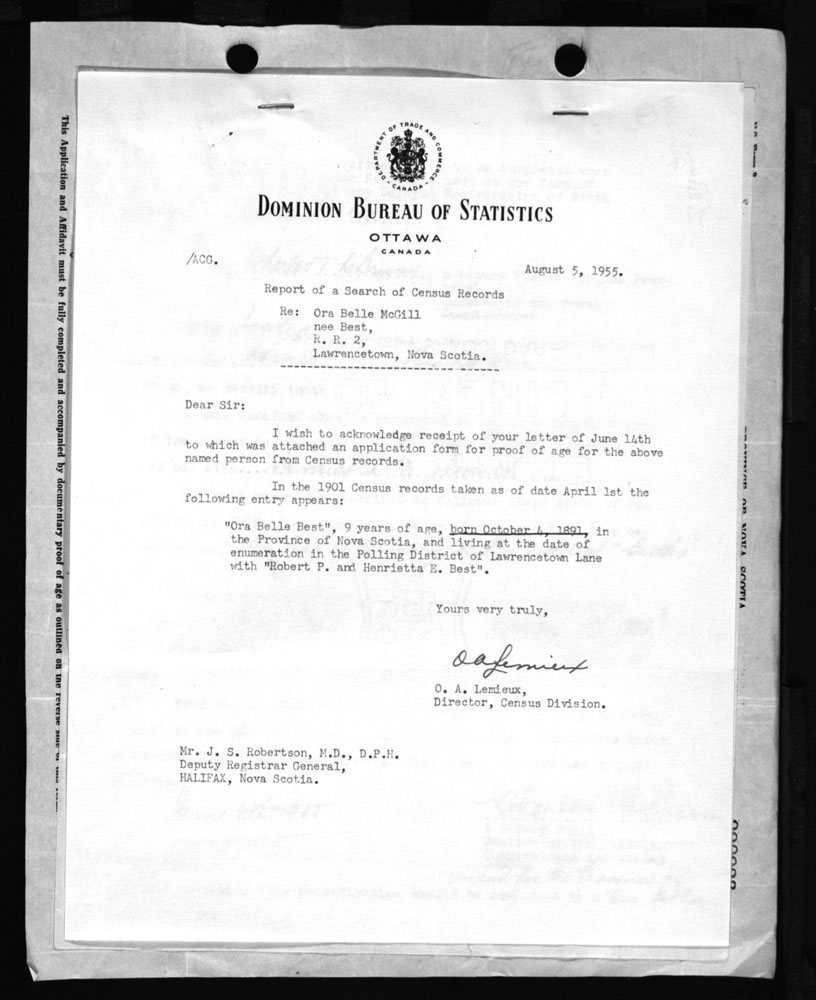 DEPARTMENT OF TRADE AND COMMERCE
CANADA
DOMINION BUREAU OF STATISTICS
OTTAWA
CANADA
/ACG.
August 5, 1955.
Report of a Search of Census Records
Re: Ora Belle McGill
nee Best,
R. R. 2,
Lawrencetown, Nova Scotia.
Dear Sir:
I wish to acknowledge receipt of your letter of June 14th
to which was attached an application form for proof of age for the above
named person from Census records.
In the 1901 Census records taken as of date April 1st the
following entry appears:
"Ora Belle Best", 9 years of age, born October 4, 1891, in
the Province of Nova Scotia, and living at the date of
enumeration in the Polling District of Lawrencetown Lane
with "Robert P. and Henrietta E. Best".
Yours very truly,
O A Lemieux
O. A. Lemieux,
Director, Census Division.
Mr. J. S. Robertson, M.D., D.P.H.
Deputy Registrar General,
HALIFAX, Nova Scotia.
This Application and Affidavit must be fully completed and accompanied by documentary proof of age as outlined on the reverse side of this form.